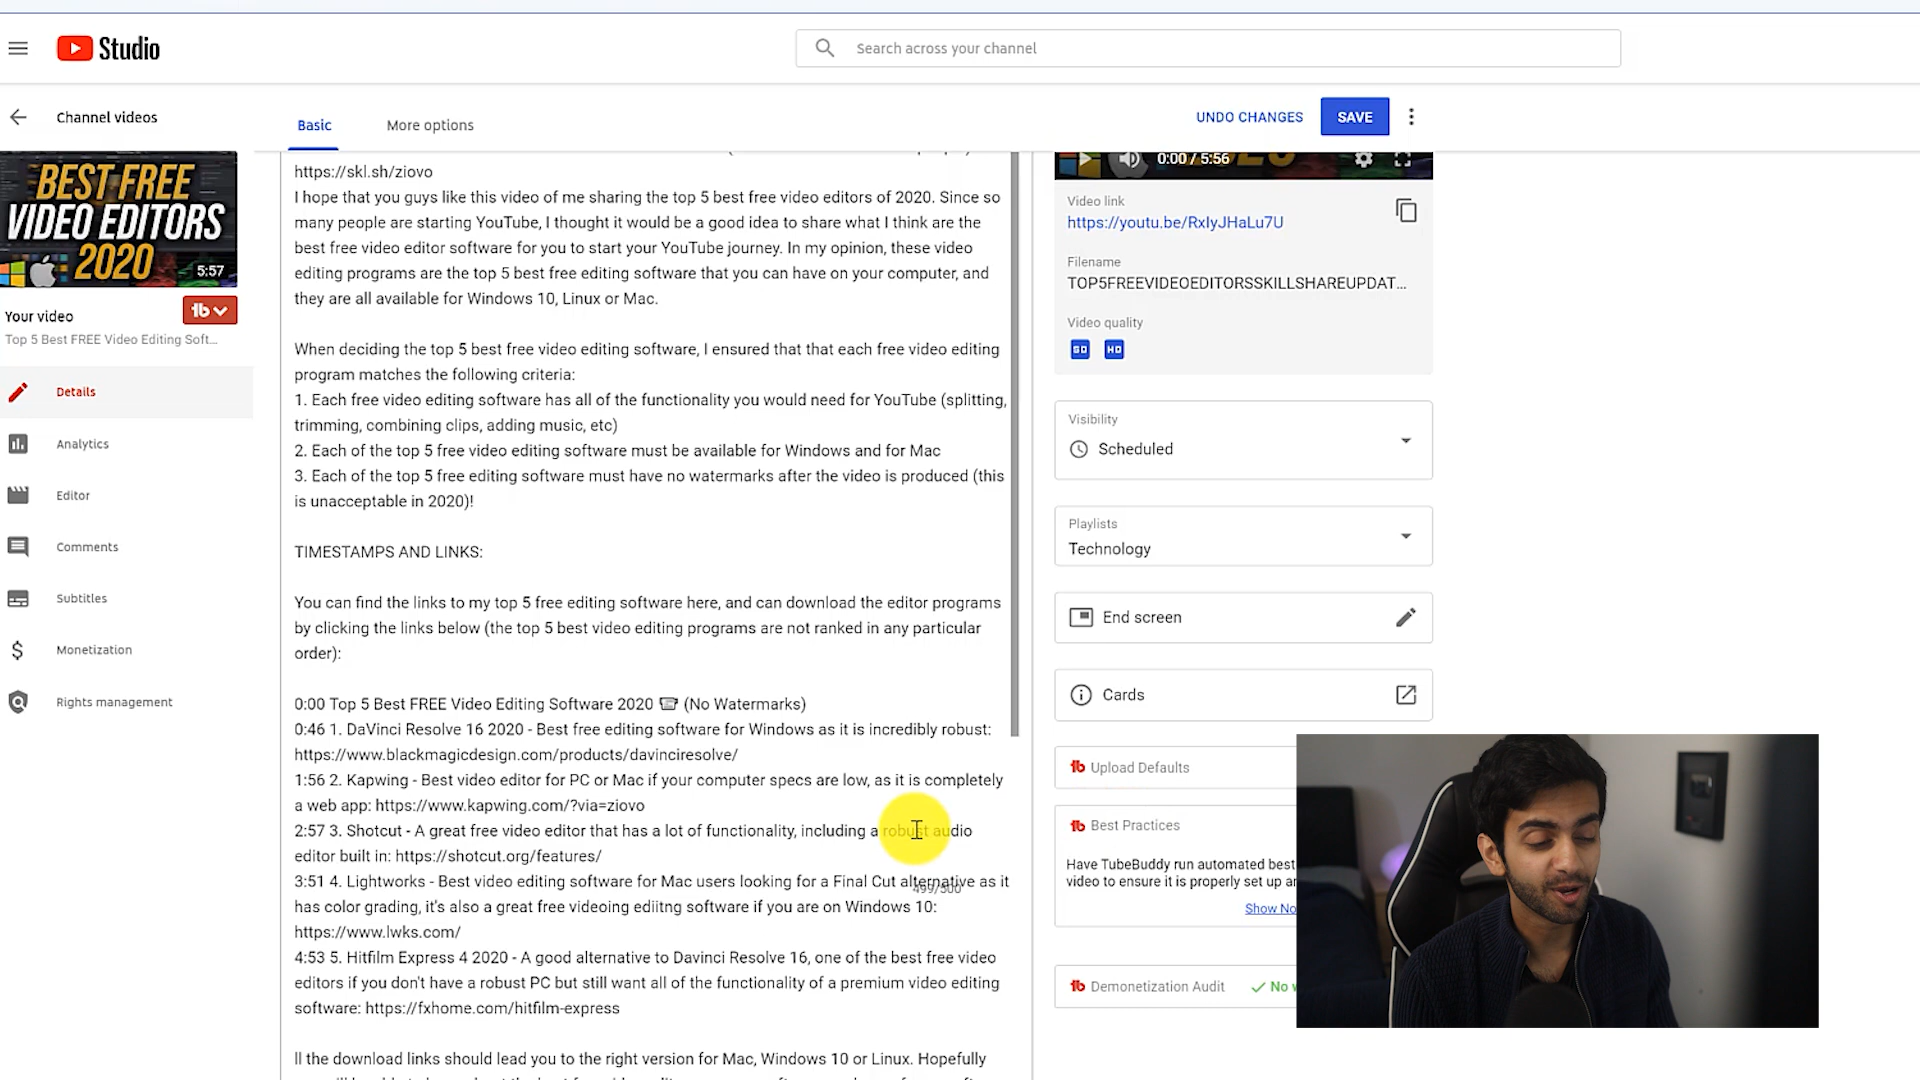 Studio
Search across your channel
Channel videos
Basic
More options
UNDO CHANGES
SAVE
BEST FREE
VIDEO EDITORS
2020
5:57
Your video
Top 5 Best FREE Video Editing Soft...
Details
Analytics
Editor
Comments
Subtitles
Monetization
Rights management
https://skl.sh/ziovo
I hope that you guys like this video of me sharing the top 5 best free video editors of 2020. Since so
many people are starting YouTube, I thought it would be a good idea to share what I think are the
best free video editor software for you to start your YouTube journey. In my opinion, these video
editing programs are the top 5 best free editing software that you can have on your computer, and
they are all available for Windows 10, Linux or Mac.
When deciding the top 5 best free video editing software, I ensured that that each free video editing
program matches the following criteria:
1. Each free video editing software has all of the functionality you would need for YouTube (splitting,
trimming, combining clips, adding music, etc)
2. Each of the top 5 free video editing software must be available for Windows and for Mac
3. Each of the top 5 free editing software must have no watermarks after the video is produced (this
is unacceptable in 2020)!
TIMESTAMPS AND LINKS:
You can find the links to my top 5 free editing software here, and can download the editor programs
by clicking the links below (the top 5 best video editing programs are not ranked in any particular
order):
0:00 Top 5 Best FREE Video Editing Software 2020 (No Watermarks)
0:46 1. DaVinci Resolve 16 2020 - Best free editing software for Windows as it is incredibly robust:
https://www.blackmagicdesign.com/products/davinciresolve/
1:56 2. Kapwing - Best video editor for PC or Mac if your computer specs are low, as it is completely
a web app: https://www.kapwing.com/?via=ziovo
2:57 3. Shotcut - A great free video editor that has a lot of functionality, including a robust audio
editor built in: https://shotcut.org/features/
3:51 4. Lightworks - Best video editing software for Mac users looking for a Final Cut alternative as it
499/500
has color grading, it's also a great free videoing ediitng software if you are on Windows 10:
https://www.lwks.com/
4:53 5. Hitfilm Express 4 2020 - A good alternative to Davinci Resolve 16, one of the best free video
editors if you don't have a robust PC but still want all of the functionality of a premium video editing
software: https://fxhome.com/hitfilm-express
ll the download links should lead you to the right version for Mac, Windows 10 or Linux. Hopefully
0:00 / 5:56
Video link
https://youtu.be/RxIyJHaLu7U
Filename
TOP5FREEVIDEOEDITORSSKILLSHAREUPDAT...
Video quality
SD HD
Visibility
Scheduled
Playlists
Technology
End screen
Cards
Upload Defaults
Best Practices
Have TubeBuddy run automated best
video to ensure it is properly set up
Show
Demonetization Audit
No